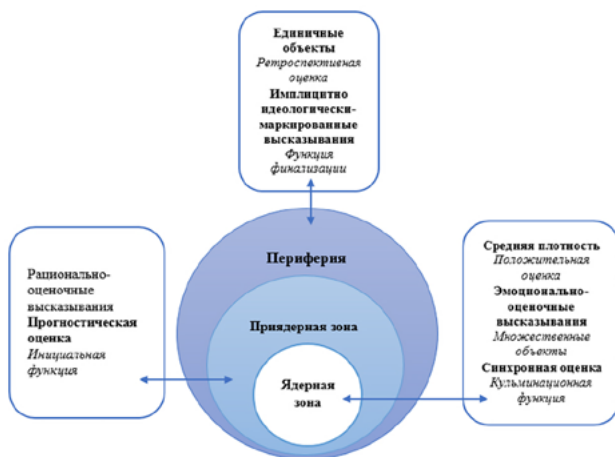 Единичные
объекты
Ретроспективная
оценка
Имплицитно
идеологически-
маркированные
высказывания
Функция
финализации
Периферия
Приядерная зона
Ядерная
зона
Рационально-
оценочные
высказывания
Прогностическая
оценка
Инициальная
функция
Средняя плотность
Положительная
оценка
Эмоционально-
оценочные
высказывания
Множественные
объекты
Синхронная оценка
Кульминационная
функция